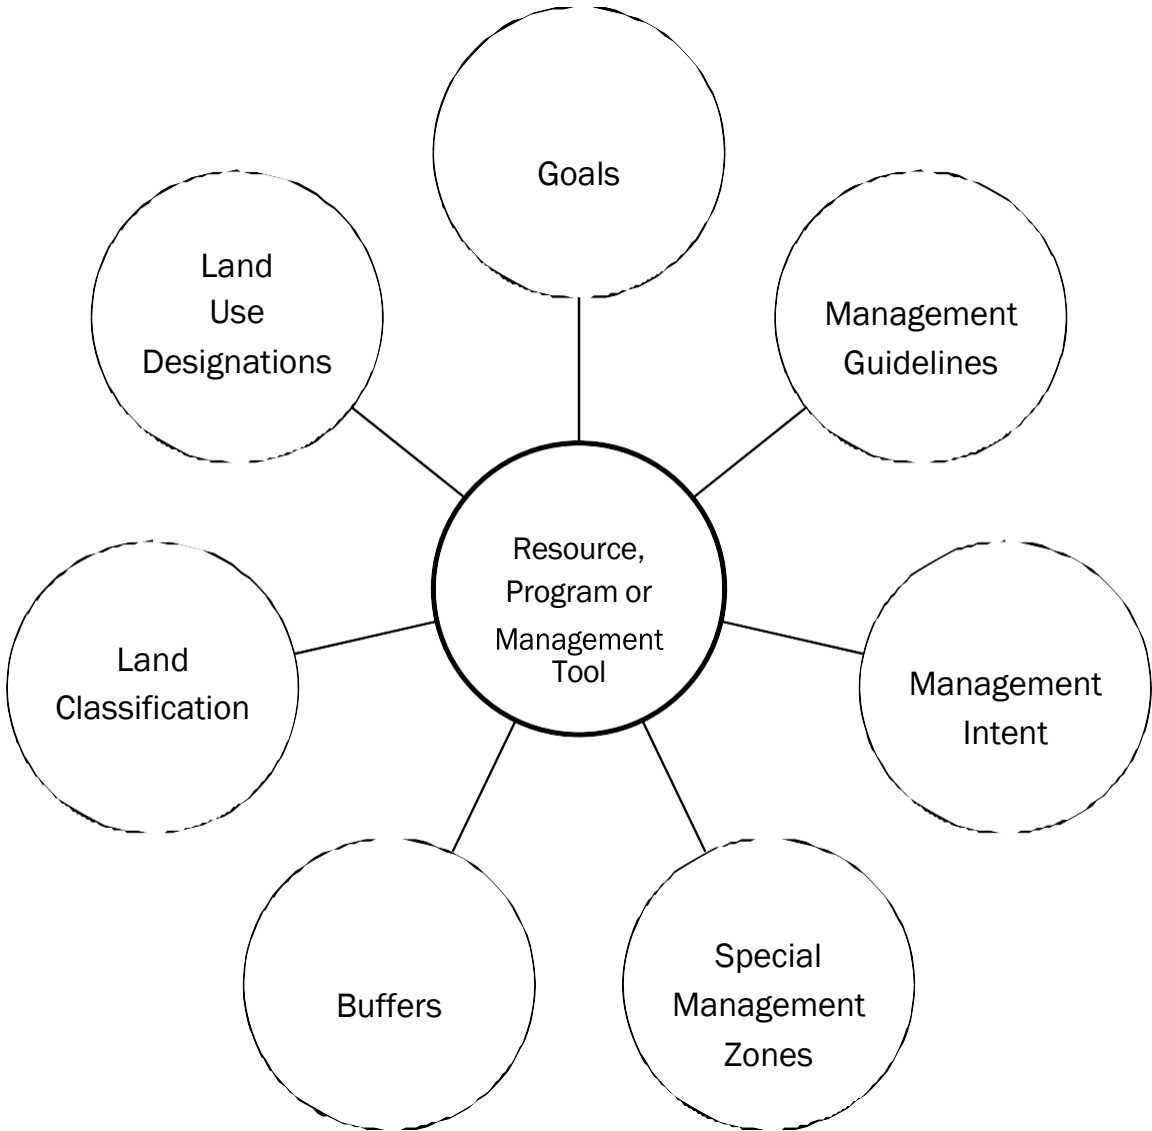 Goals
Land
Use
Designations
Management
Guidelines
Resource,
Program or
Management
Tool
Land
Classification
Management
Intent
Buffers
Special
Management
Zones